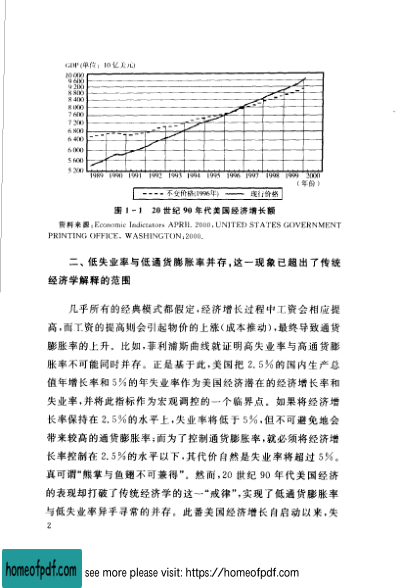 GDP(单位：10亿美元)
10 000
9 600
9 200
8 800
8 400
8 000
7 600
7 200
6 800
6 400
6 000
5 600
5 200
1989 1990 1991 1992 1993 1994 1995 1996 1997 1998 1999 2000
(年份)
不变价格(1996年) 现行价格
图1-1 20世纪90年代美国经济增长额
资料来源：Economic Indictators APRIL 2000,UNITED STATES GOVERNMENT
PRINTING OFFICE, WASHINGTON:2000.
二、低失业率与低通货膨胀率并存,这一现象已超出了传统
经济学解释的范围
几乎所有的经典模式都假定,经济增长过程中工资会相应提
高,而工资的提高则会引起物价的上涨(成本推动),最终导致通货
膨胀率的上升。比如,菲利浦斯曲线就证明高失业率与高通货膨
胀率不可能同时并存。正是基于此,美国把2.5%的国内生产总
值年增长率和5%的年失业率作为美国经济潜在的经济增长率和
失业率,并将此指标作为宏观调控的一个临界点。如果将经济增
长率保持在2.5%的水平上,失业率将低于5%,但不可避免地会
带来较高的通货膨胀率;而为了控制通货膨胀率,就必须将经济增
长率控制在2.5%的水平以下,其代价自然是失业率将超过5%。
真可谓“熊掌与鱼翅不可兼得”。然而,20世纪90年代美国经济
的表现却打破了传统经济学的这一“戒律”,实现了低通货膨胀率
与低失业率异乎寻常的并存。此番美国经济增长自启动以来,失
2
homeofpdf.com
see more please visit: https://homeofpdf.com